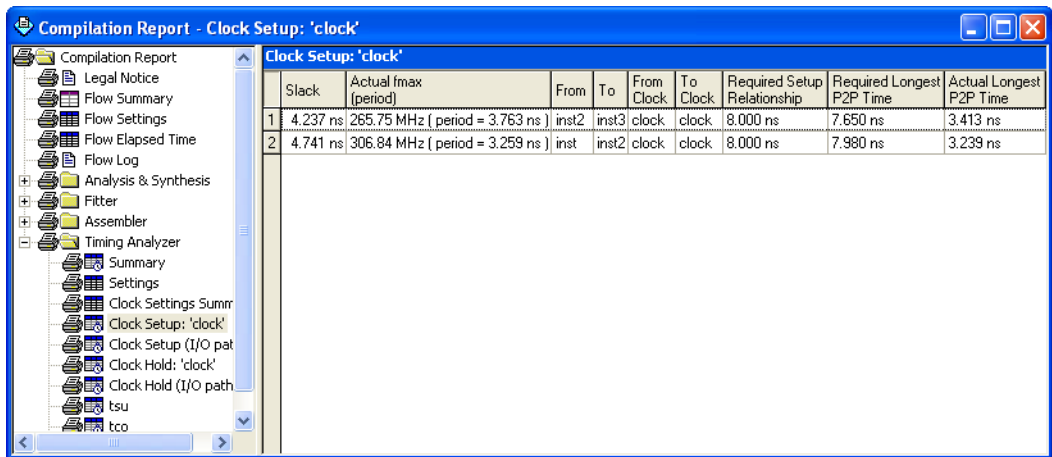 Compilation Report - Clock Setup: 'clock'
Compilation Report
Legal Notice
Flow Summary
Flow Settings
Flow Elapsed Time
Flow Log
Analysis & Synthesis
Fitter
Assembler
Timing Analyzer
Summary
Settings
Clock Settings Summ
Clock Setup: 'clock'
Clock Setup (I/O pat
Clock Hold: 'clock'
Clock Hold (I/O path
tsu
tco
Clock Setup: 'clock'
Slack Actual fmax (period) From To From Clock To Clock Required Setup Relationship Required Longest P2P Time Actual Longest P2P Time
1 4.237 ns 265.75 MHz ( period = 3.763 ns ) inst2 inst3 clock clock 8.000 ns 7.650 ns 3.413 ns
2 4.741 ns 306.84 MHz ( period = 3.259 ns ) inst inst2 clock clock 8.000 ns 7.980 ns 3.239 ns